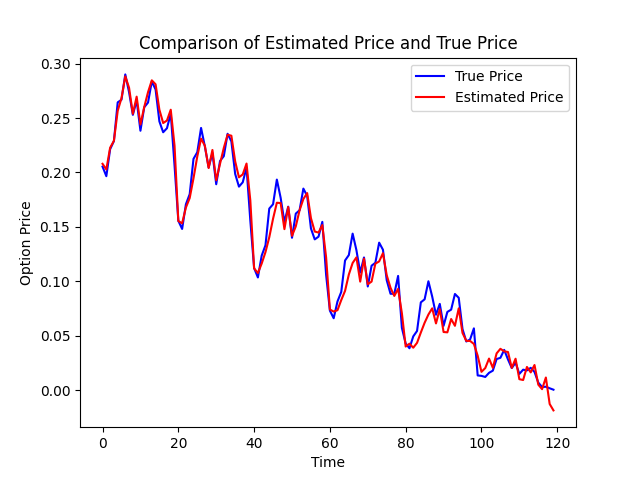 Comparison of Estimated Price and True Price
True Price
Estimated Price
Option Price
0.30
0.25
0.20
0.15
0.10
0.05
0.00
0 20 40 60 80 100 120
Time